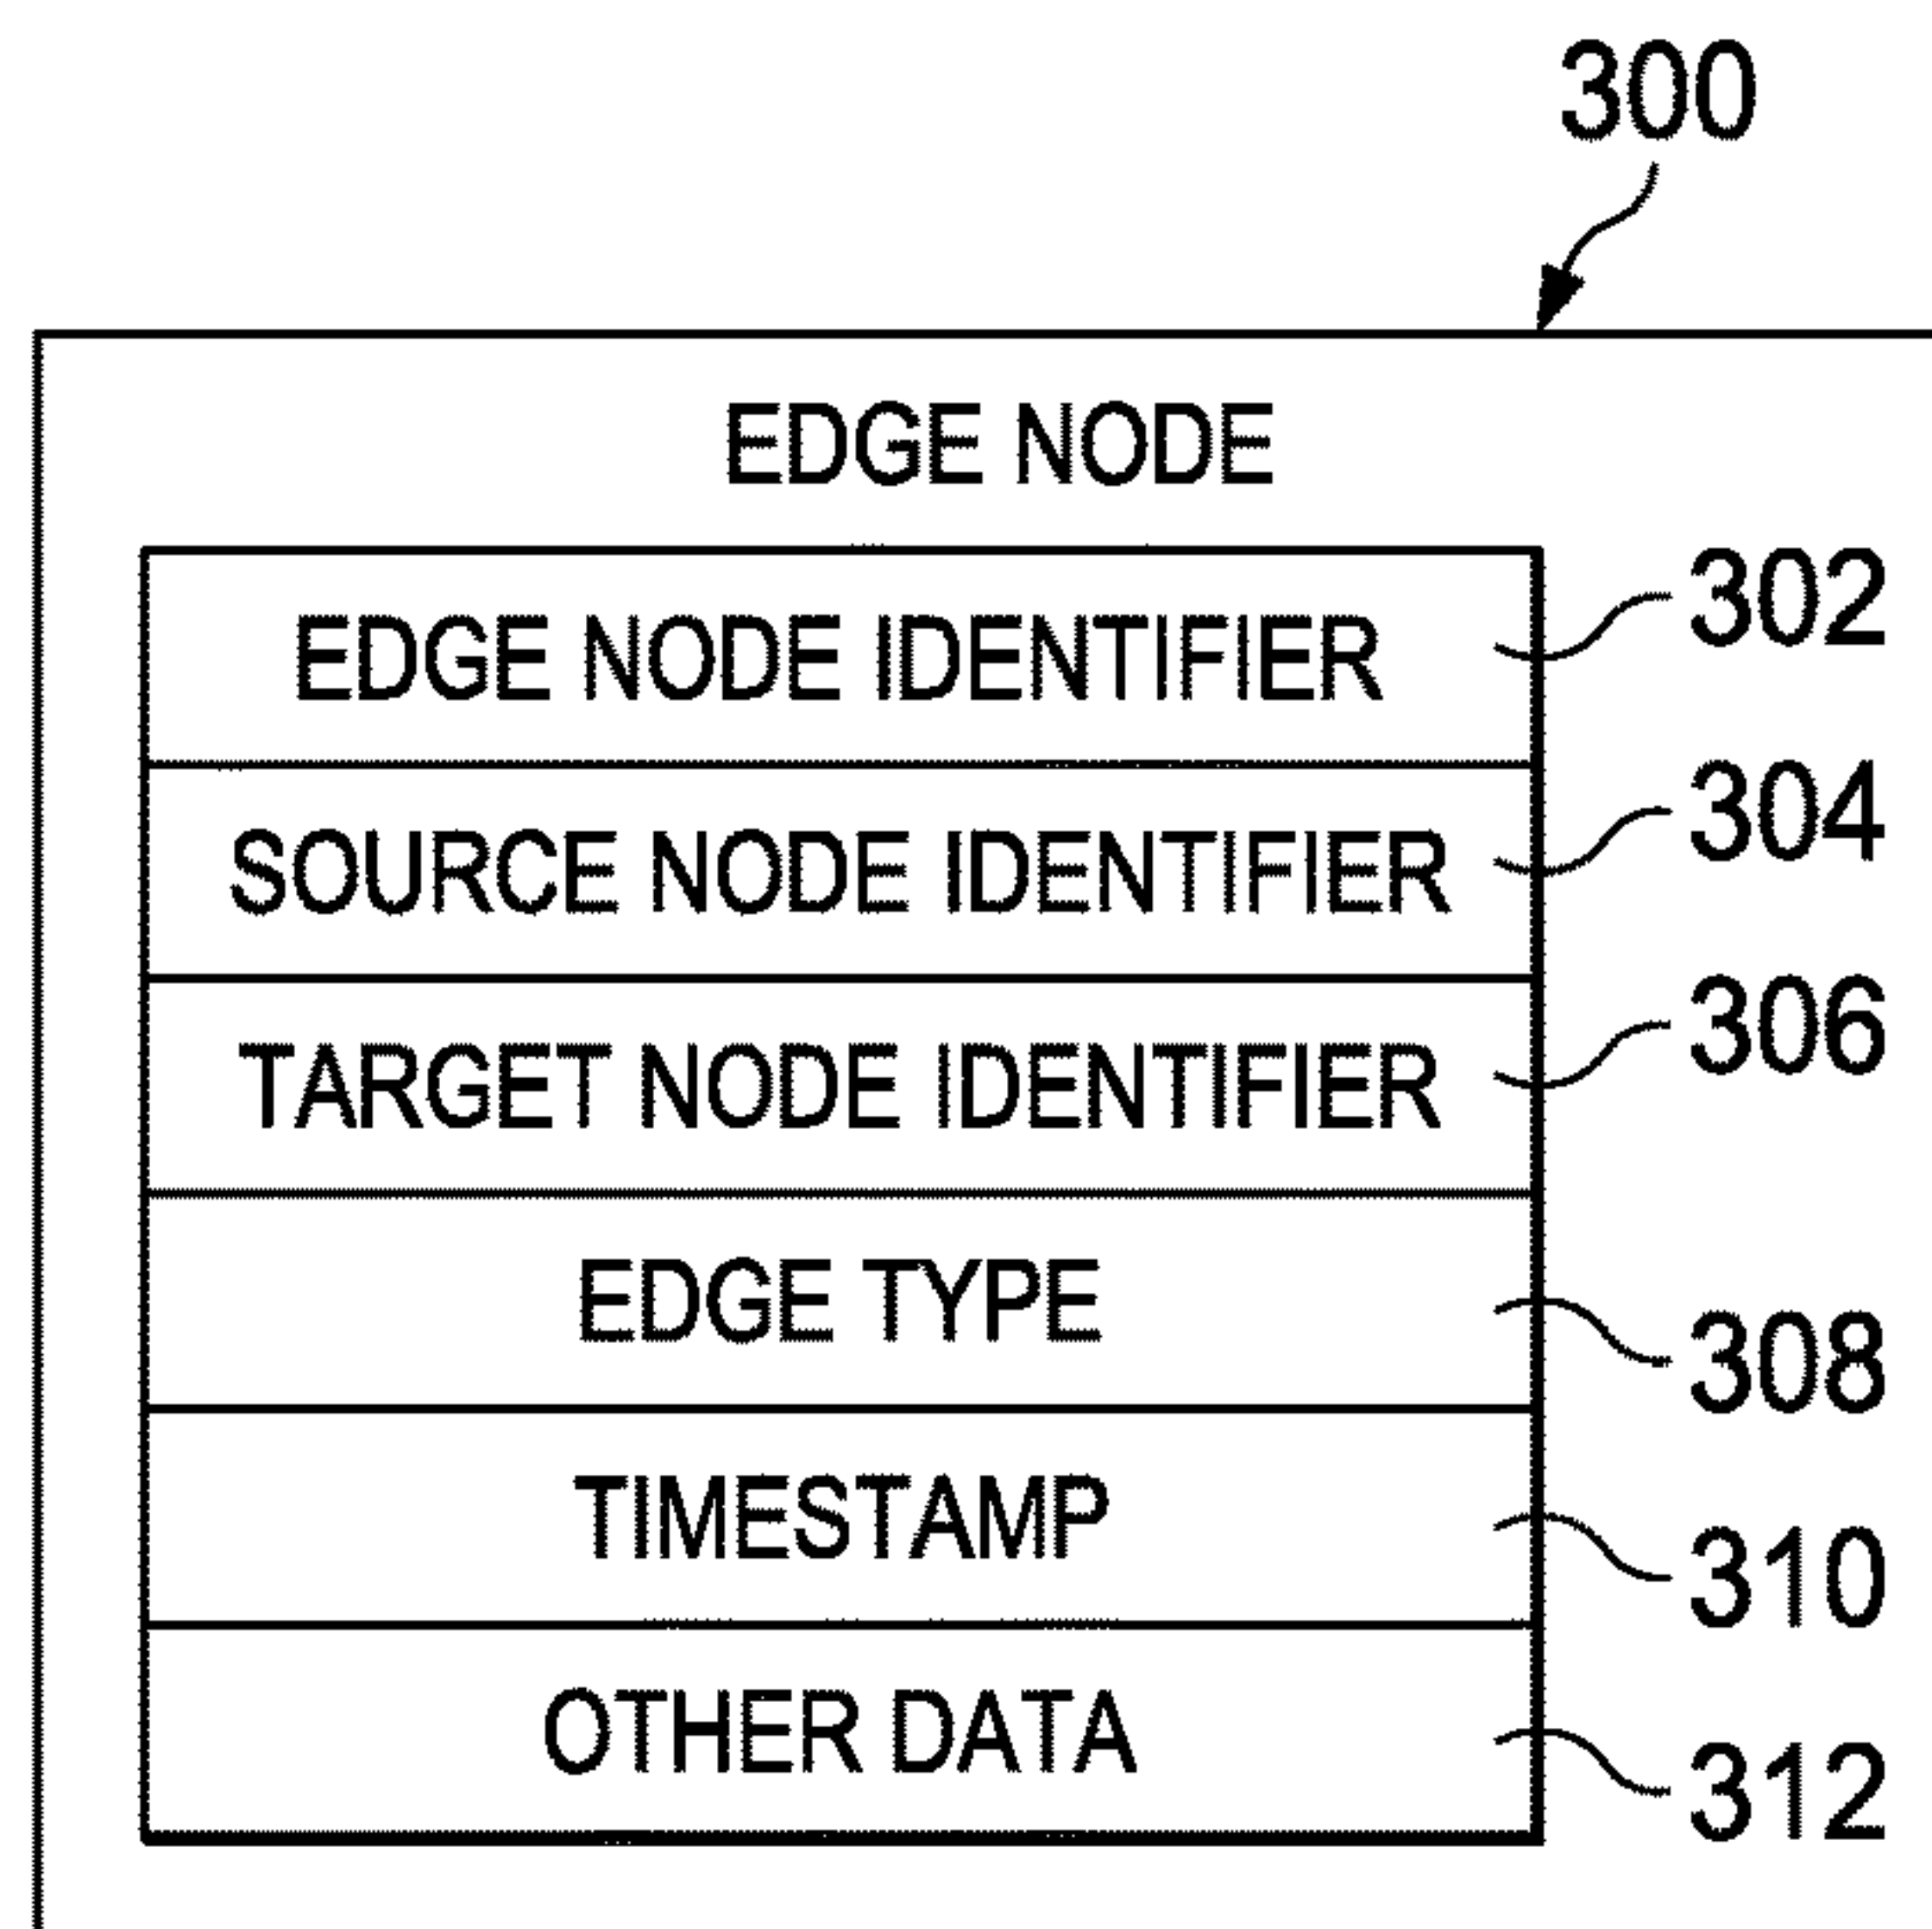 300
EDGE NODE
EDGE NODE IDENTIFIER 302
SOURCE NODE IDENTIFIER 304
TARGET NODE IDENTIFIER 306
EDGE TYPE 308
TIMESTAMP 310
OTHER DATA 312